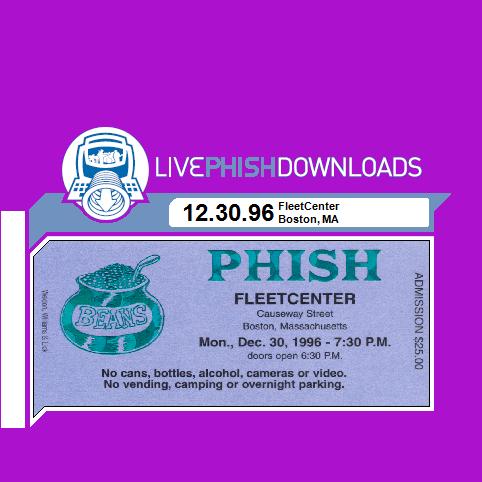 LIVEPHISHDOWNLOADS
12.30.96
FleetCenter
Boston, MA
PHISH
FLEETCENTER
Causeway Street
Boston, Massachusetts
Mon., Dec. 30, 1996 - 7:30 P.M.
doors open 6:30 P.M.
No cans, bottles, alcohol, cameras or video.
No vending, camping or overnight parking.
BEANS
ADMISSION $25.00